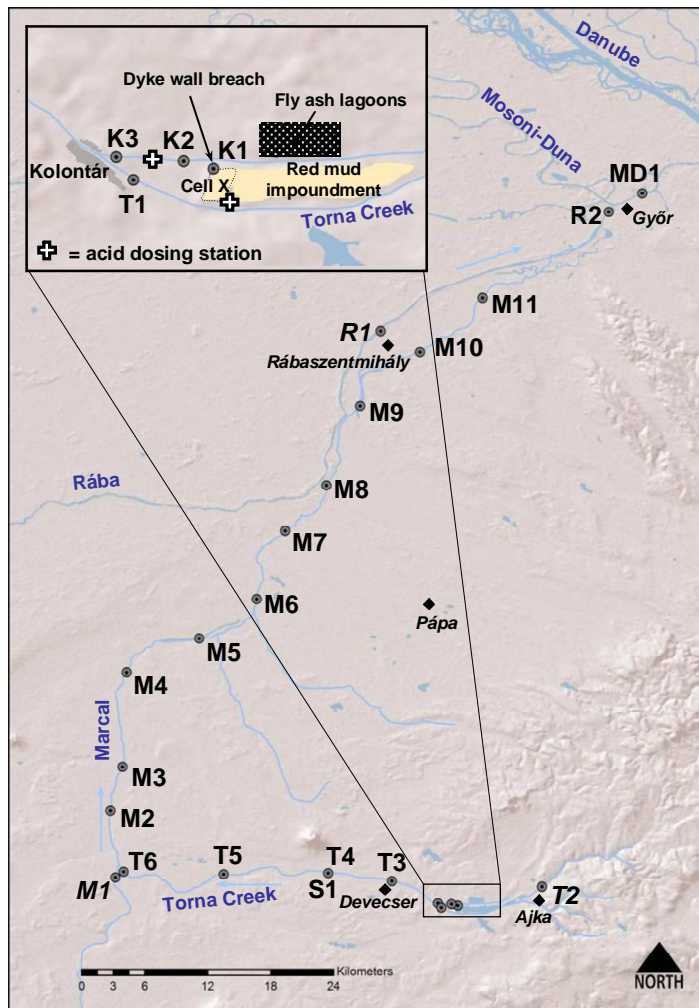 Danube
Mosoni-Duna
Dyke wall breach
Fly ash lagoons
K3
K2
K1
Kolontár
Cell X
Red mud
impoundment
T1
Torna Creek
= acid dosing station
MD1
R2
Győr
M11
R1
M10
Rábaszentmihály
M9
Rába
M8
M7
M6
Pápa
M5
M4
Marcal
M3
M2
T6
T5
T4
T3
M1
S1
T2
Torna Creek
Devecser
Ajka
Kilometers
0 3 6 12 18 24
NORTH